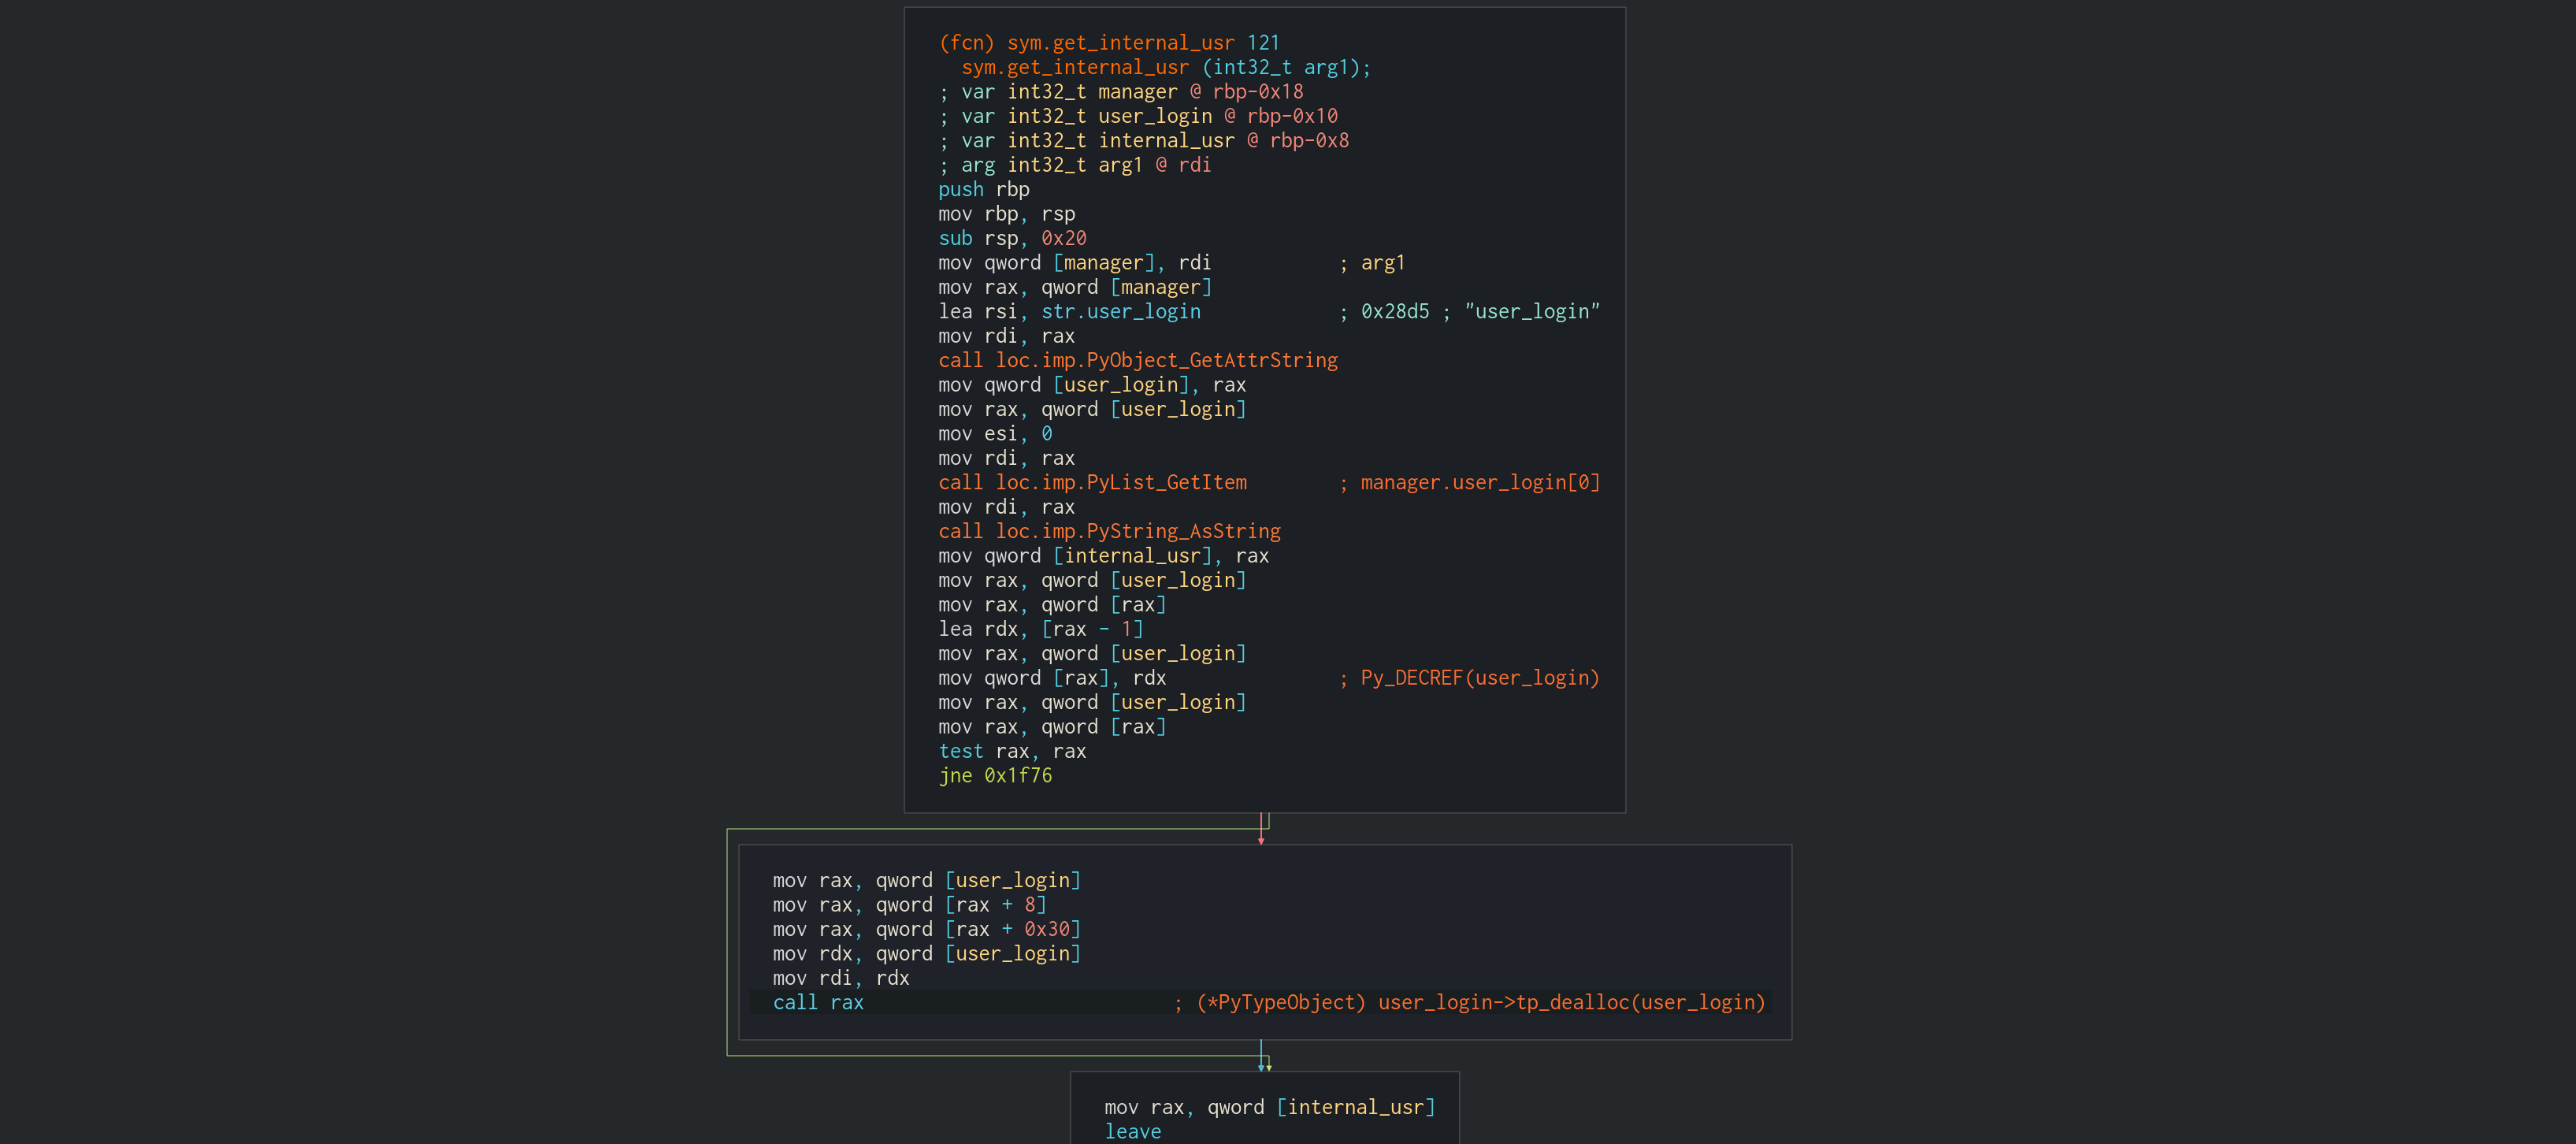 (fcn) sym.get_internal_usr 121
sym.get_internal_usr (int32_t arg1);
; var int32_t manager @ rbp-0x18
; var int32_t user_login @ rbp-0x10
; var int32_t internal_usr @ rbp-0x8
; arg int32_t arg1 @ rdi
push rbp
mov rbp, rsp
sub rsp, 0x20
mov qword [manager], rdi ; arg1
mov rax, qword [manager]
lea rsi, str.user_login ; 0x28d5 ; "user_login"
mov rdi, rax
call loc.imp.PyObject_GetAttrString
mov qword [user_login], rax
mov rax, qword [user_login]
mov esi, 0
mov rdi, rax
call loc.imp.PyList_GetItem ; manager.user_login[0]
mov rdi, rax
call loc.imp.PyString_AsString
mov qword [internal_usr], rax
mov rax, qword [user_login]
mov rax, qword [rax]
lea rdx, [rax - 1]
mov rax, qword [user_login]
mov qword [rax], rdx ; Py_DECREF(user_login)
mov rax, qword [user_login]
mov rax, qword [rax]
test rax, rax
jne 0x1f76
mov rax, qword [user_login]
mov rax, qword [rax + 8]
mov rax, qword [rax + 0x30]
mov rdx, qword [user_login]
mov rdi, rdx
call rax ; (*PyTypeObject) user_login->tp_dealloc(user_login)
mov rax, qword [internal_usr]
leave